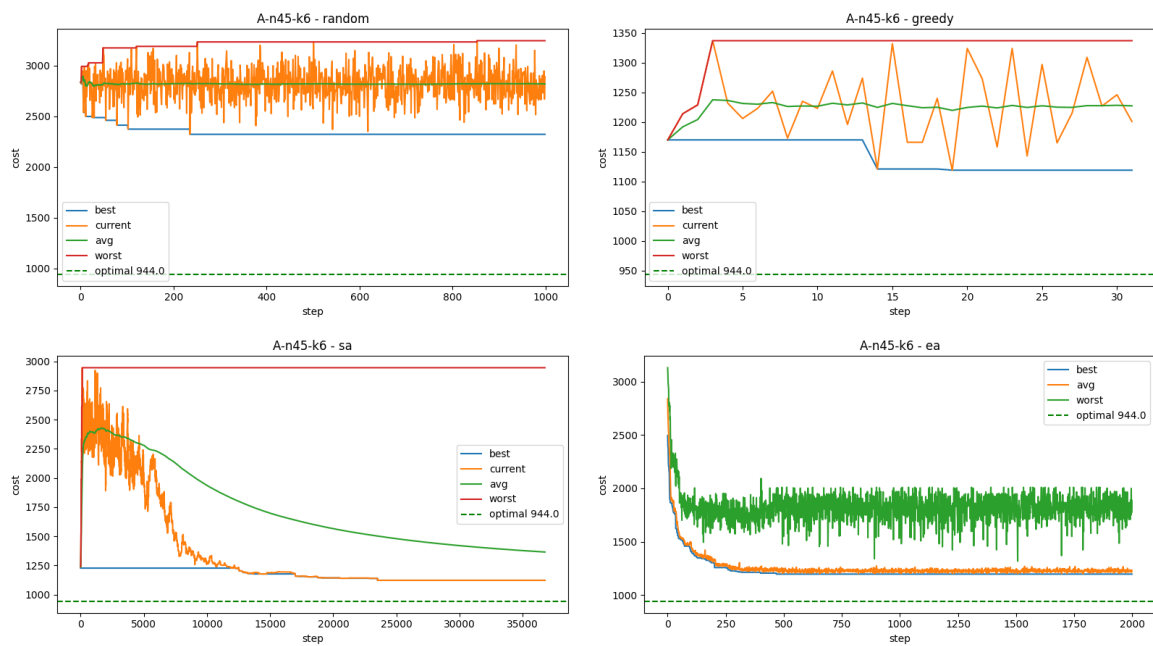 A-n45-k6 - random
cost
3000
2500
2000
1500
1000
best
current
avg
worst
optimal 944.0
0
200
400
600
800
1000
step
A-n45-k6 - greedy
cost
1350
1300
1250
1200
1150
1100
1050
1000
950
best
current
avg
worst
optimal 944.0
0
5
10
15
20
25
30
step
A-n45-k6 - sa
cost
3000
2750
2500
2250
2000
1750
1500
1250
1000
best
current
avg
worst
optimal 944.0
0
5000
10000
15000
20000
25000
30000
35000
step
A-n45-k6 - ea
cost
3000
2500
2000
1500
1000
best
avg
worst
optimal 944.0
0
250
500
750
1000
1250
1500
1750
2000
step